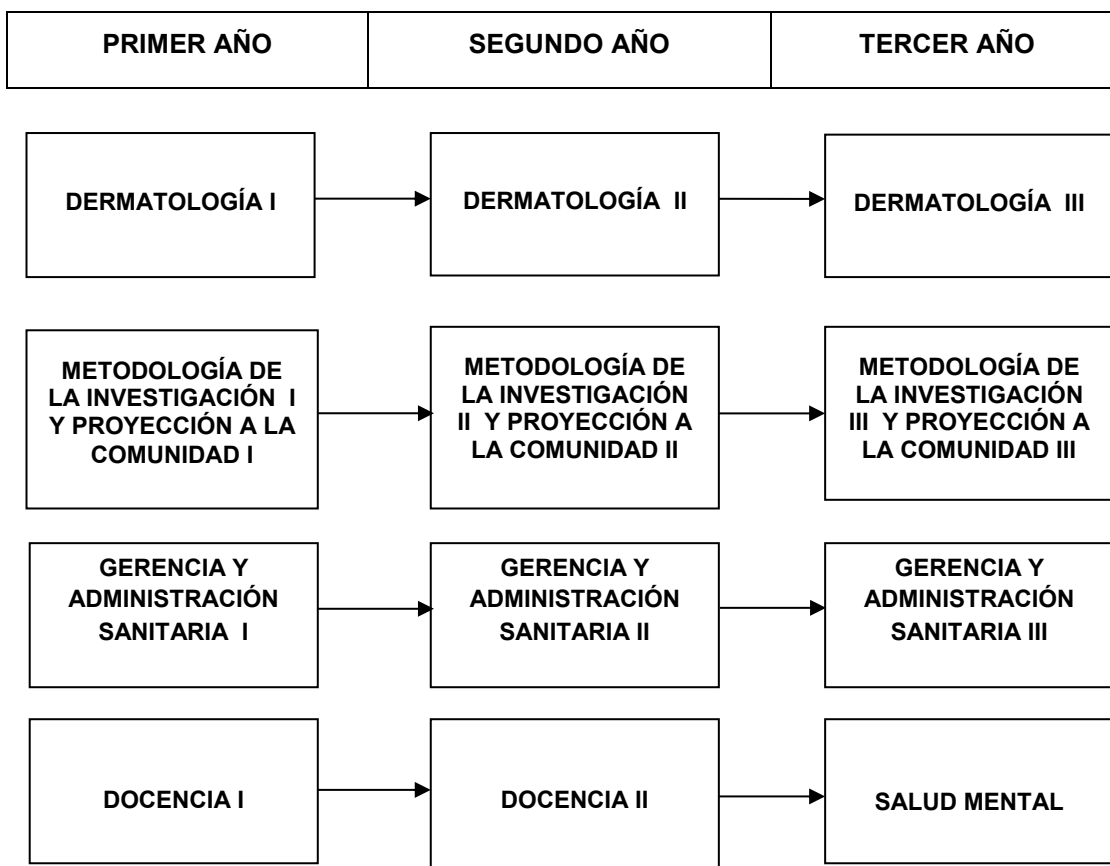 PRIMER AÑO
SEGUNDO AÑO
TERCER AÑO
DERMATOLOGÍA I
DERMATOLOGÍA II
DERMATOLOGÍA III
METODOLOGÍA DE
LA INVESTIGACIÓN I
Y PROYECCIÓN A LA
COMUNIDAD I
METODOLOGÍA DE
LA INVESTIGACIÓN
II Y PROYECCIÓN A
LA COMUNIDAD II
METODOLOGÍA DE
LA INVESTIGACIÓN
III Y PROYECCIÓN A
LA COMUNIDAD III
GERENCIA Y
ADMINISTRACIÓN
SANITARIA I
GERENCIA Y
ADMINISTRACIÓN
SANITARIA II
GERENCIA Y
ADMINISTRACIÓN
SANITARIA III
DOCENCIA I
DOCENCIA II
SALUD MENTAL